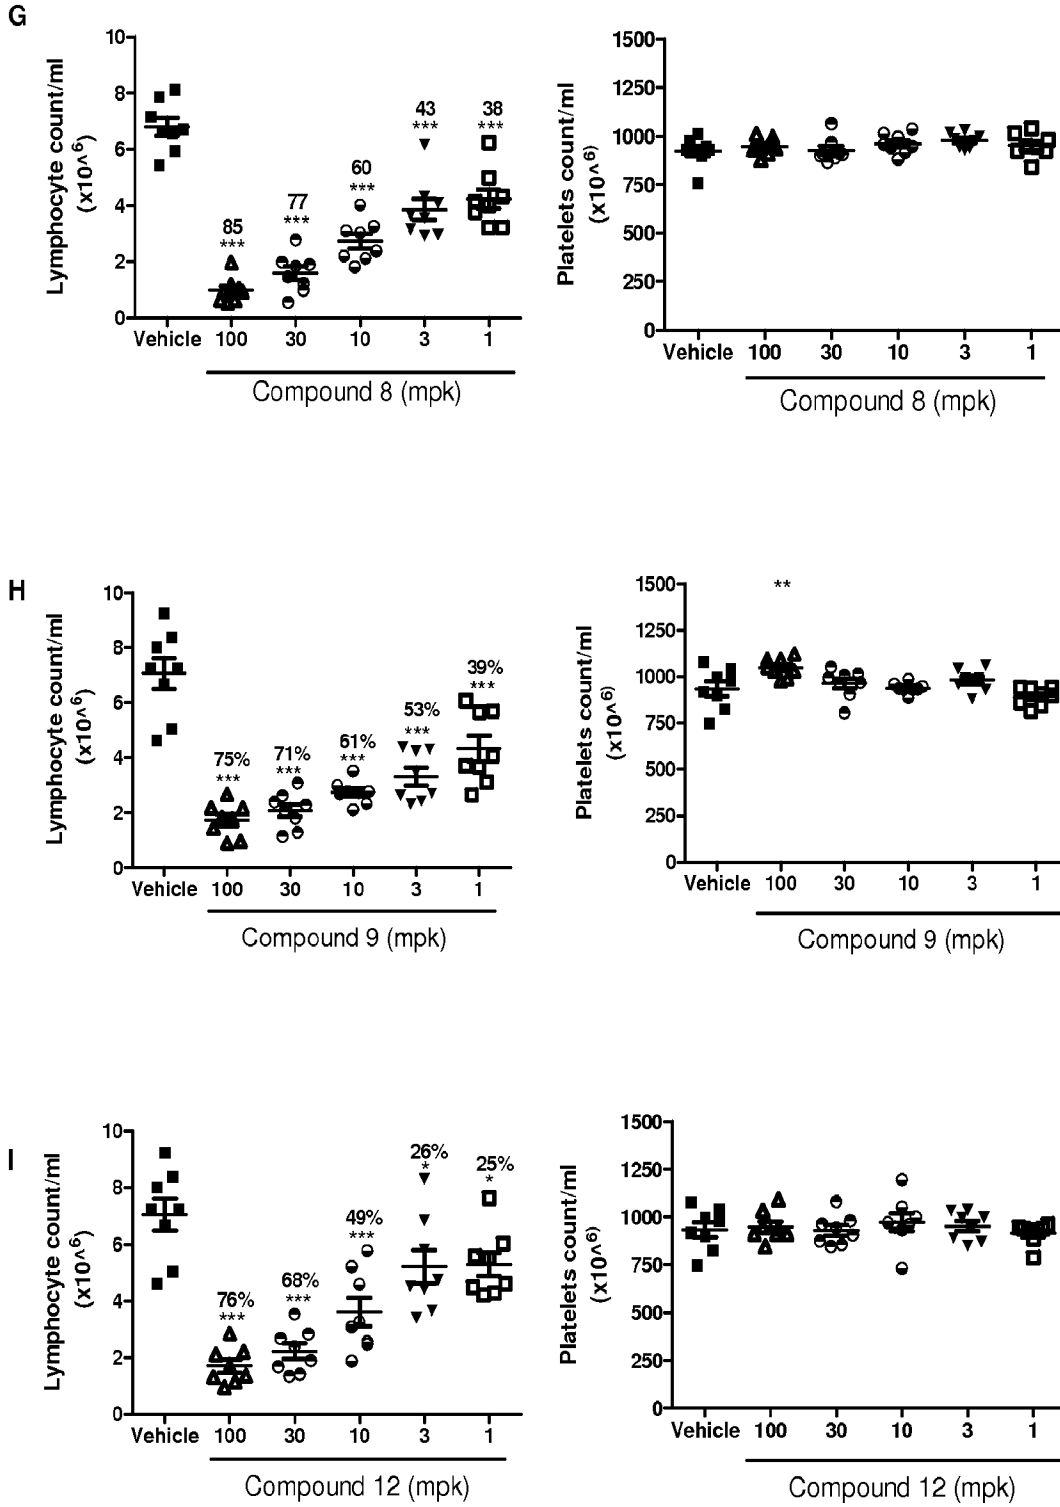 G
Lymphocyte count/ml
(x10^6)
10
8
6
4
2
0
85
***
77
***
60
***
43
***
38
***
Vehicle 100 30 10 3 1
Compound 8 (mpk)
Platelets count/ml
(x10^6)
1500
1250
1000
750
500
250
0
Vehicle 100 30 10 3 1
Compound 8 (mpk)
H
Lymphocyte count/ml
(x10^6)
10
8
6
4
2
0
75%
***
71%
***
61%
***
53%
***
39%
***
Vehicle 100 30 10 3 1
Compound 9 (mpk)
Platelets count/ml
(x10^6)
1500
1250
1000
750
500
250
0
**
Vehicle 100 30 10 3 1
Compound 9 (mpk)
I
Lymphocyte count/ml
(x10^6)
10
8
6
4
2
0
76%
***
68%
***
49%
***
26%
*
25%
*
Vehicle 100 30 10 3 1
Compound 12 (mpk)
Platelets count/ml
(x10^6)
1500
1250
1000
750
500
250
0
Vehicle 100 30 10 3 1
Compound 12 (mpk)